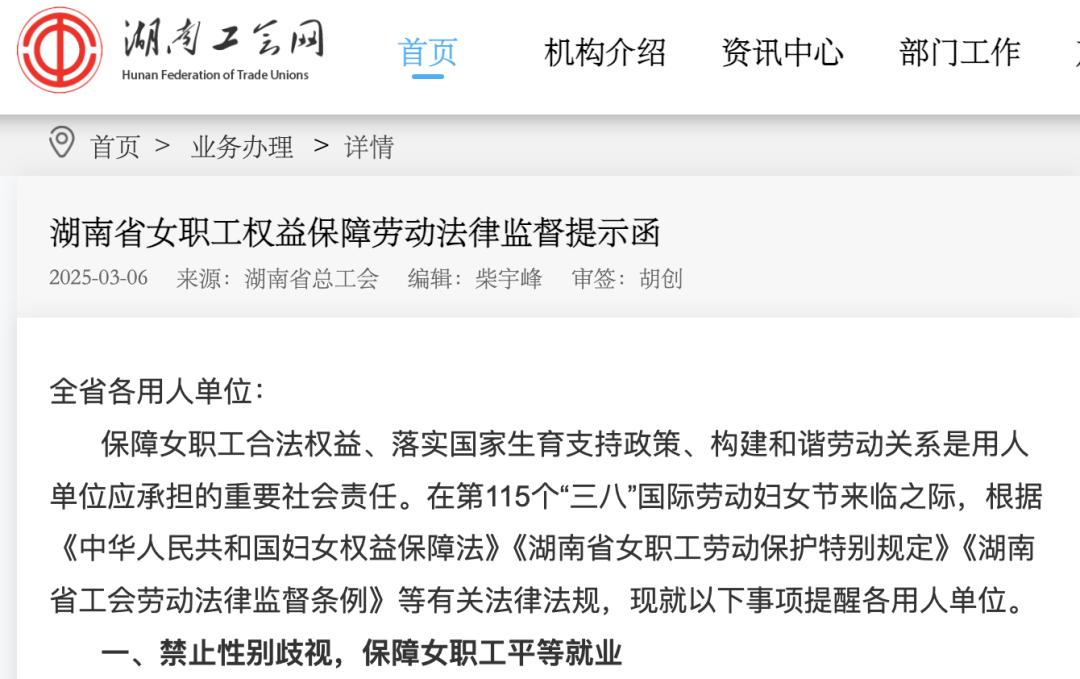 湖南工会网
Hunan Federation of Trade Unions
首页 机构介绍 资讯中心 部门工作
首页 > 业务办理 > 详情
湖南省女职工权益保障劳动法律监督提示函
2025-03-06 来源：湖南省总工会 编辑：柴宇峰 审签：胡创
全省各用人单位：
保障女职工合法权益、落实国家生育支持政策、构建和谐劳动关系是用人
单位应承担的重要社会责任。在第115个“三八”国际劳动妇女节来临之际，根据
《中华人民共和国妇女权益保障法》《湖南省女职工劳动保护特别规定》《湖南
省工会劳动法律监督条例》等有关法律法规，现就以下事项提醒各用人单位。
一、禁止性别歧视，保障女职工平等就业